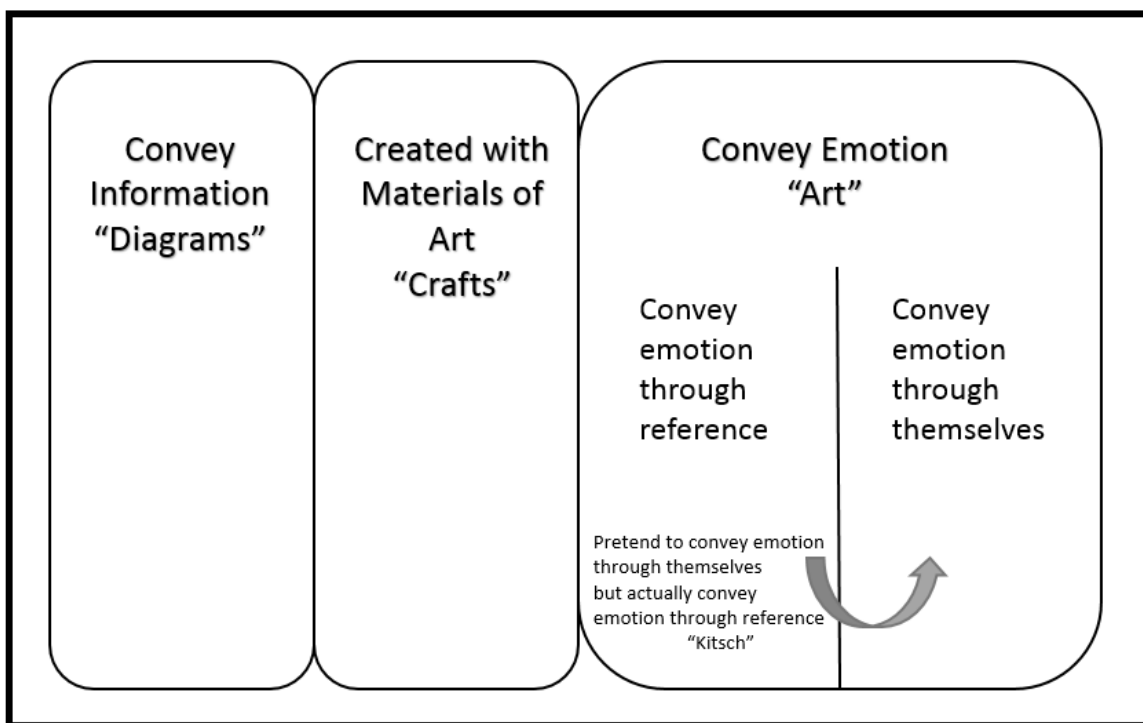 Convey
Information
“Diagrams”
Created with
Materials of
Art
“Crafts”
Convey Emotion
“Art”
Convey
emotion
through
reference
Convey
emotion
through
themselves
Pretend to convey emotion
through themselves
but actually convey
emotion through reference
“Kitsch”